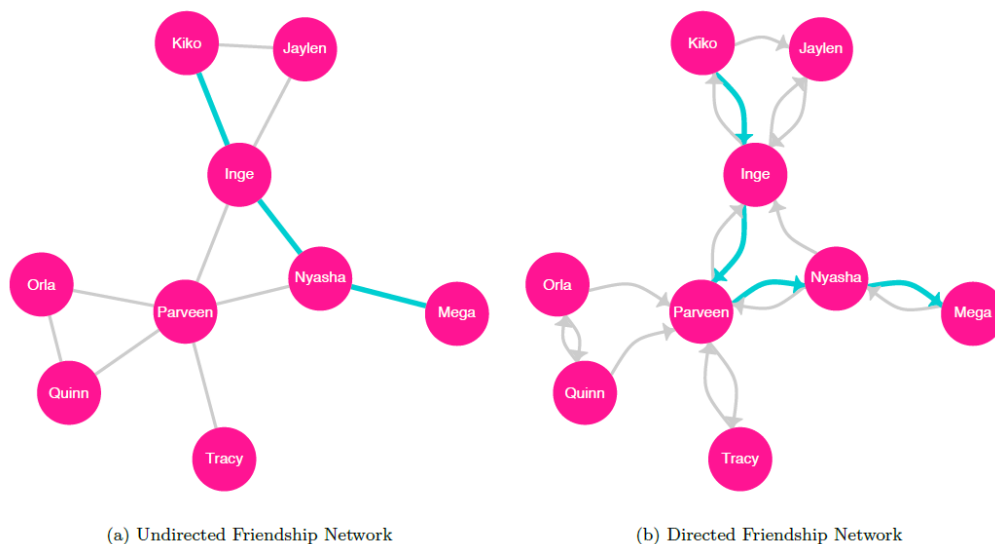 Kiko
Jaylen
Inge
Orla
Nyasha
Parveen
Mega
Quinn
Tracy
(a) Undirected Friendship Network
Kiko
Jaylen
Inge
Orla
Nyasha
Parveen
Mega
Quinn
Tracy
(b) Directed Friendship Network